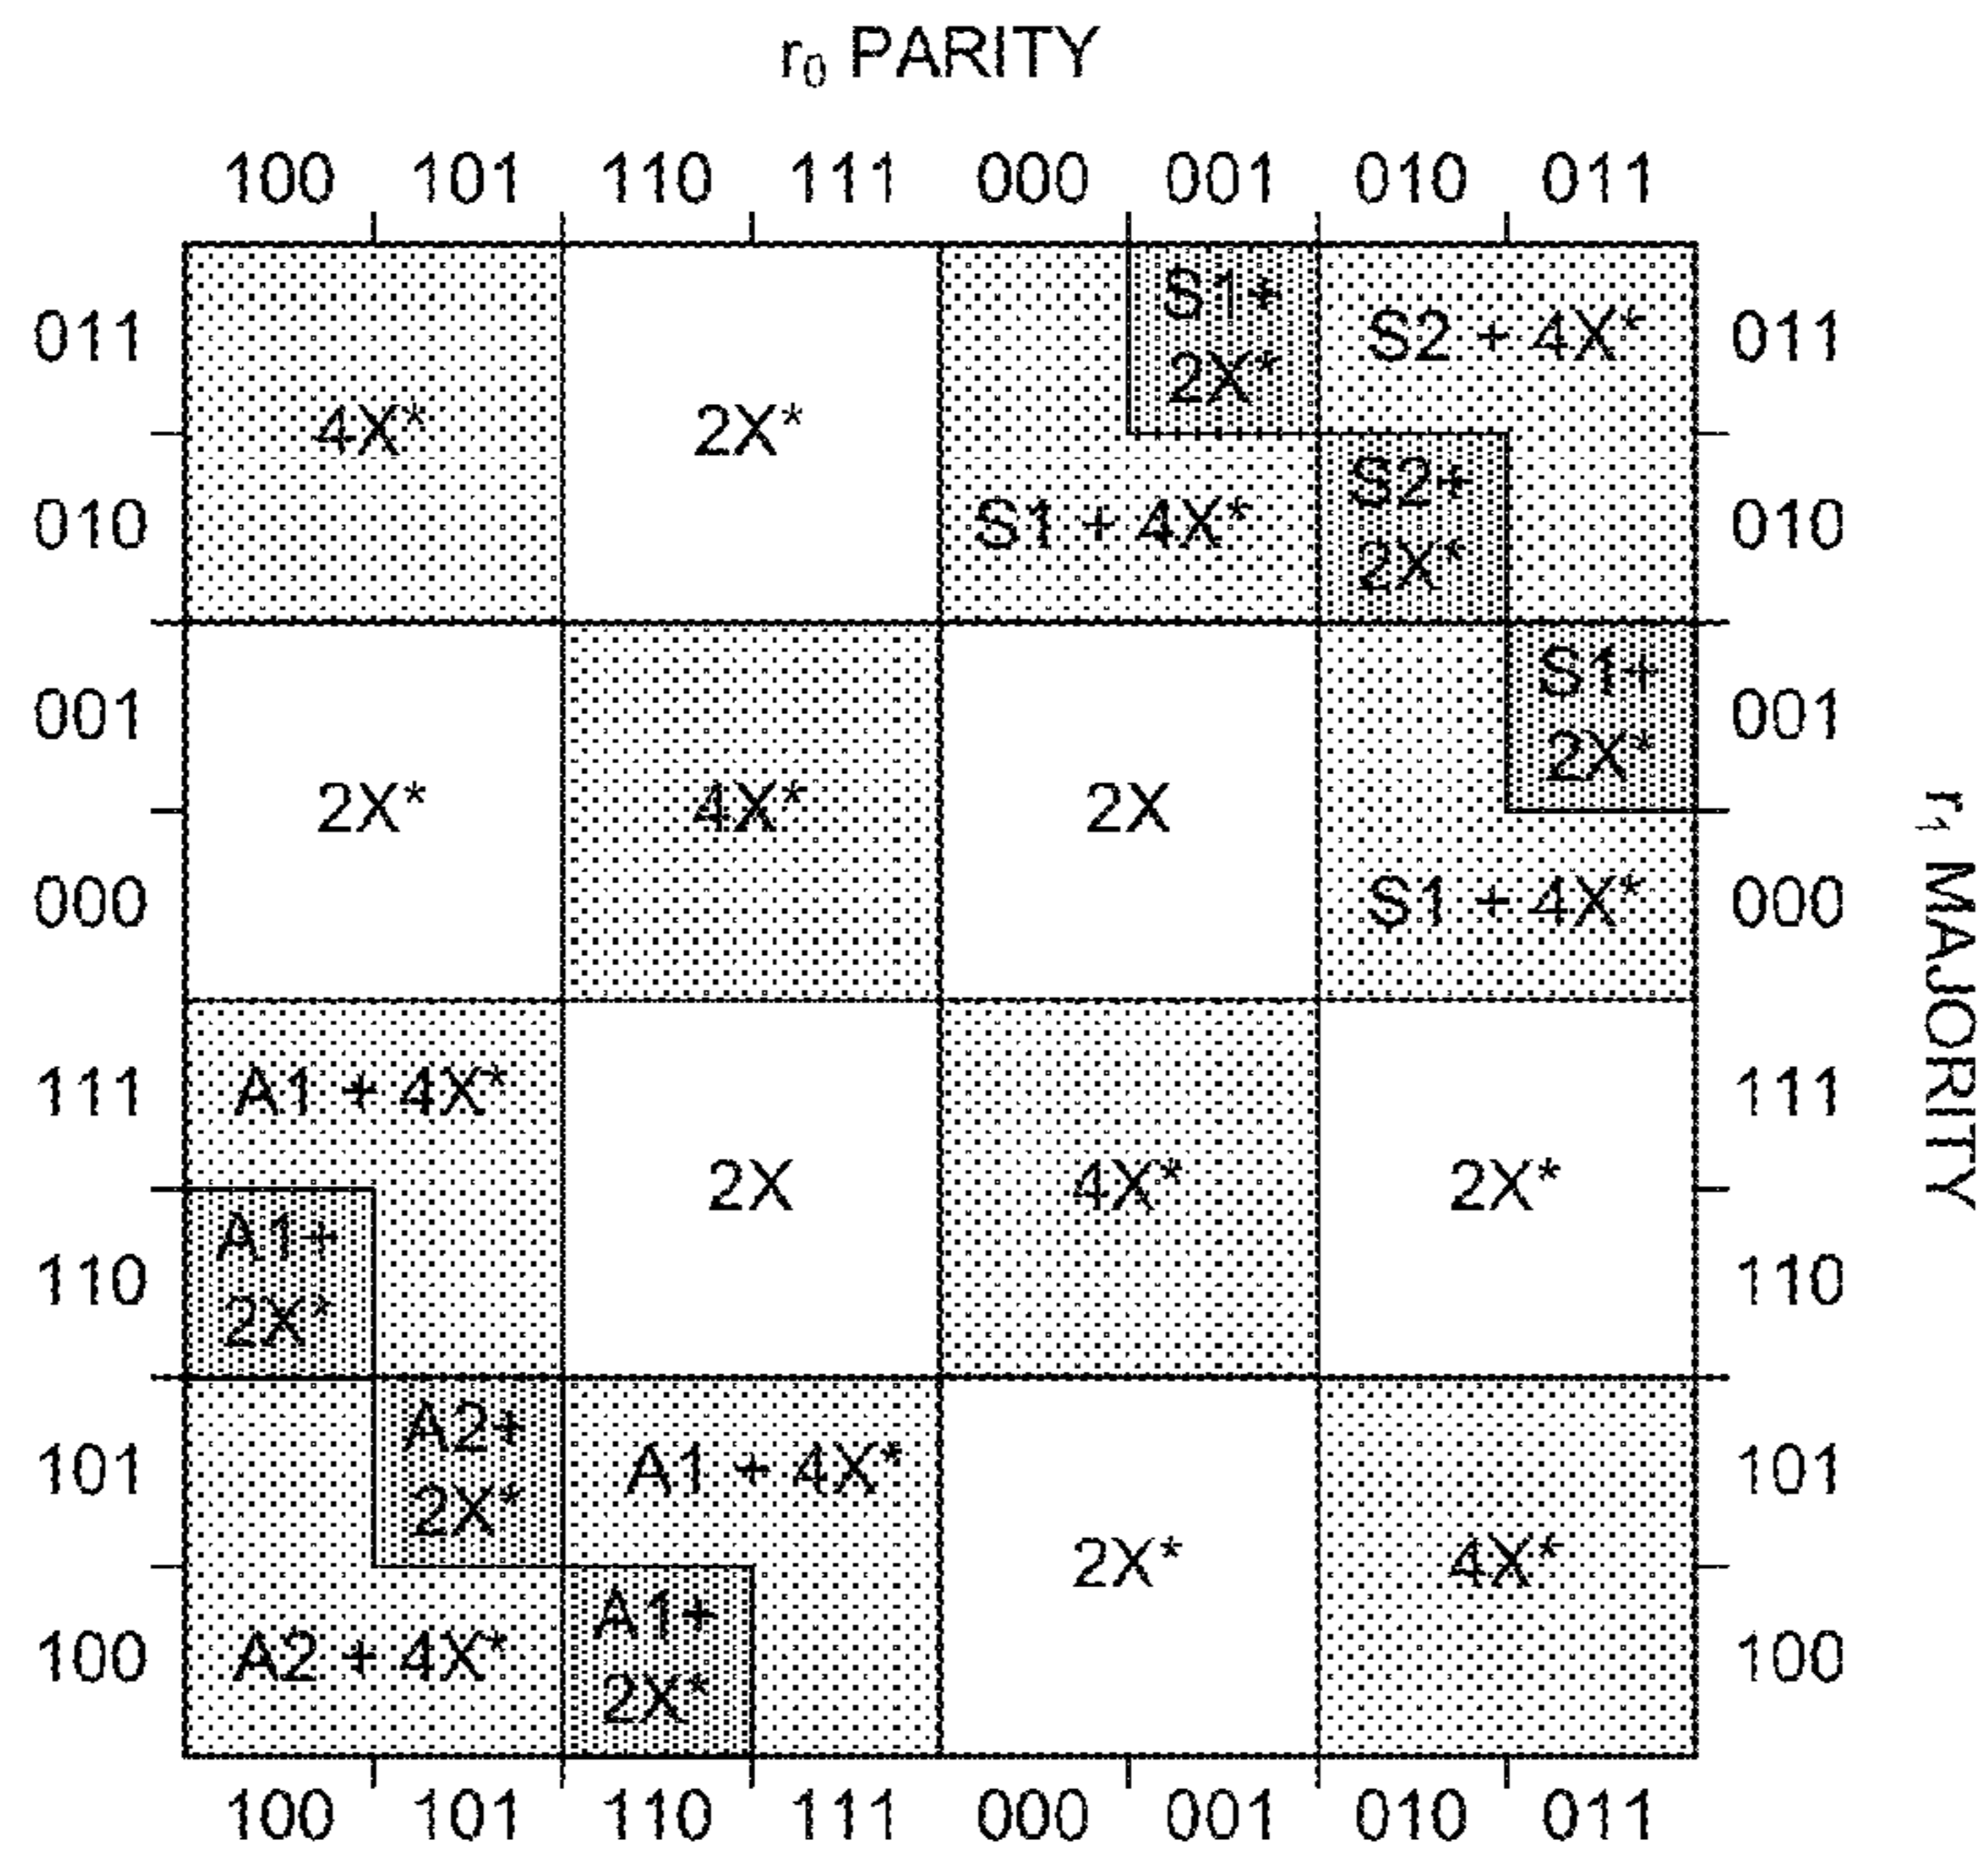 r0 PARITY
100 101 110 111 000 001 010 011
011 S1+ S2 + 4X* 011
2X*
4X* 2X*
010 S1 + 4X* S2+ 010
2X*
001 S1+ 001
2X*
2X* 4X* 2X
000 S1 + 4X* 000
r1 MAJORITY
111 A1 + 4X* 111
2X 4X* 2X*
110 A1+ 110
2X*
101 A2+ A1 + 4X* 101
2X*
2X* 4X*
100 A2 + 4X* A1+ 100
2X*
100 101 110 111 000 001 010 011